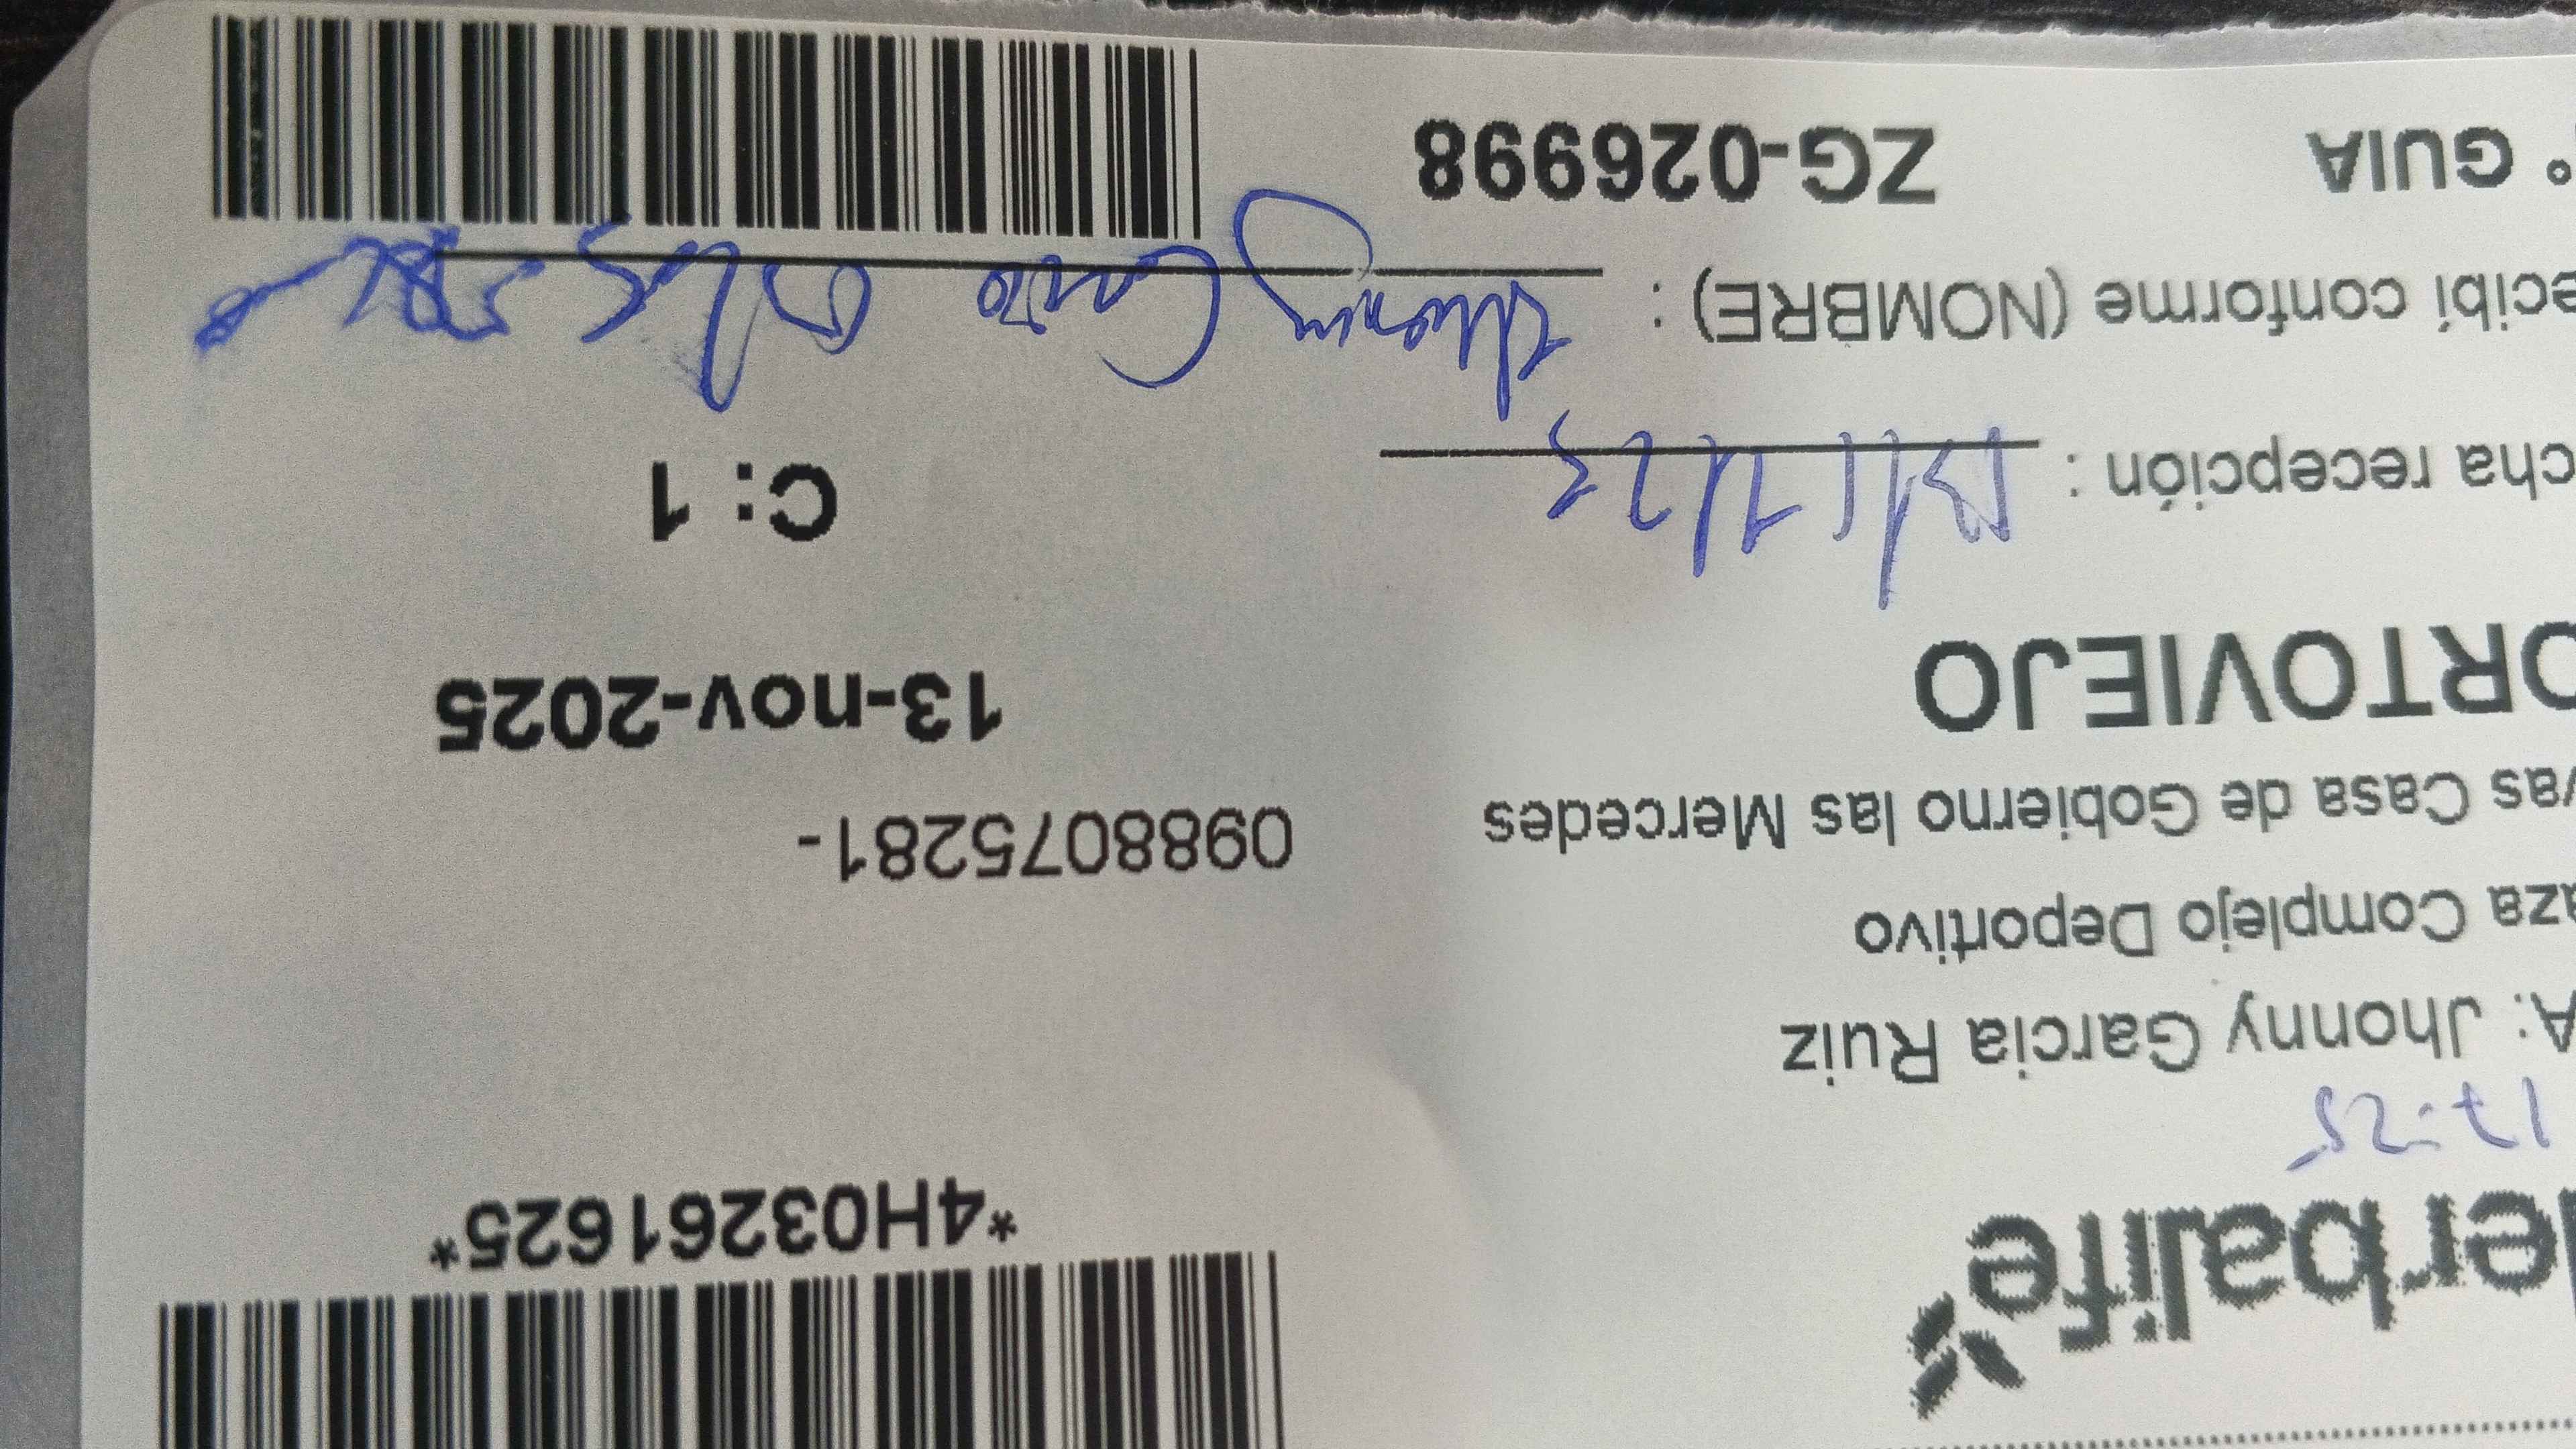 erbalife
*4H03261625*
17:25
A: Jhonny Garcia Ruiz
aza Complejo Deportivo
vas Casa de Gobierno las Mercedes
0988075281-
ORTOVIEJO
13-nov-2025
cha recepción :
C: 1
ecibí conforme (NOMBRE) : Jhonny
° GUIA ZG-026998